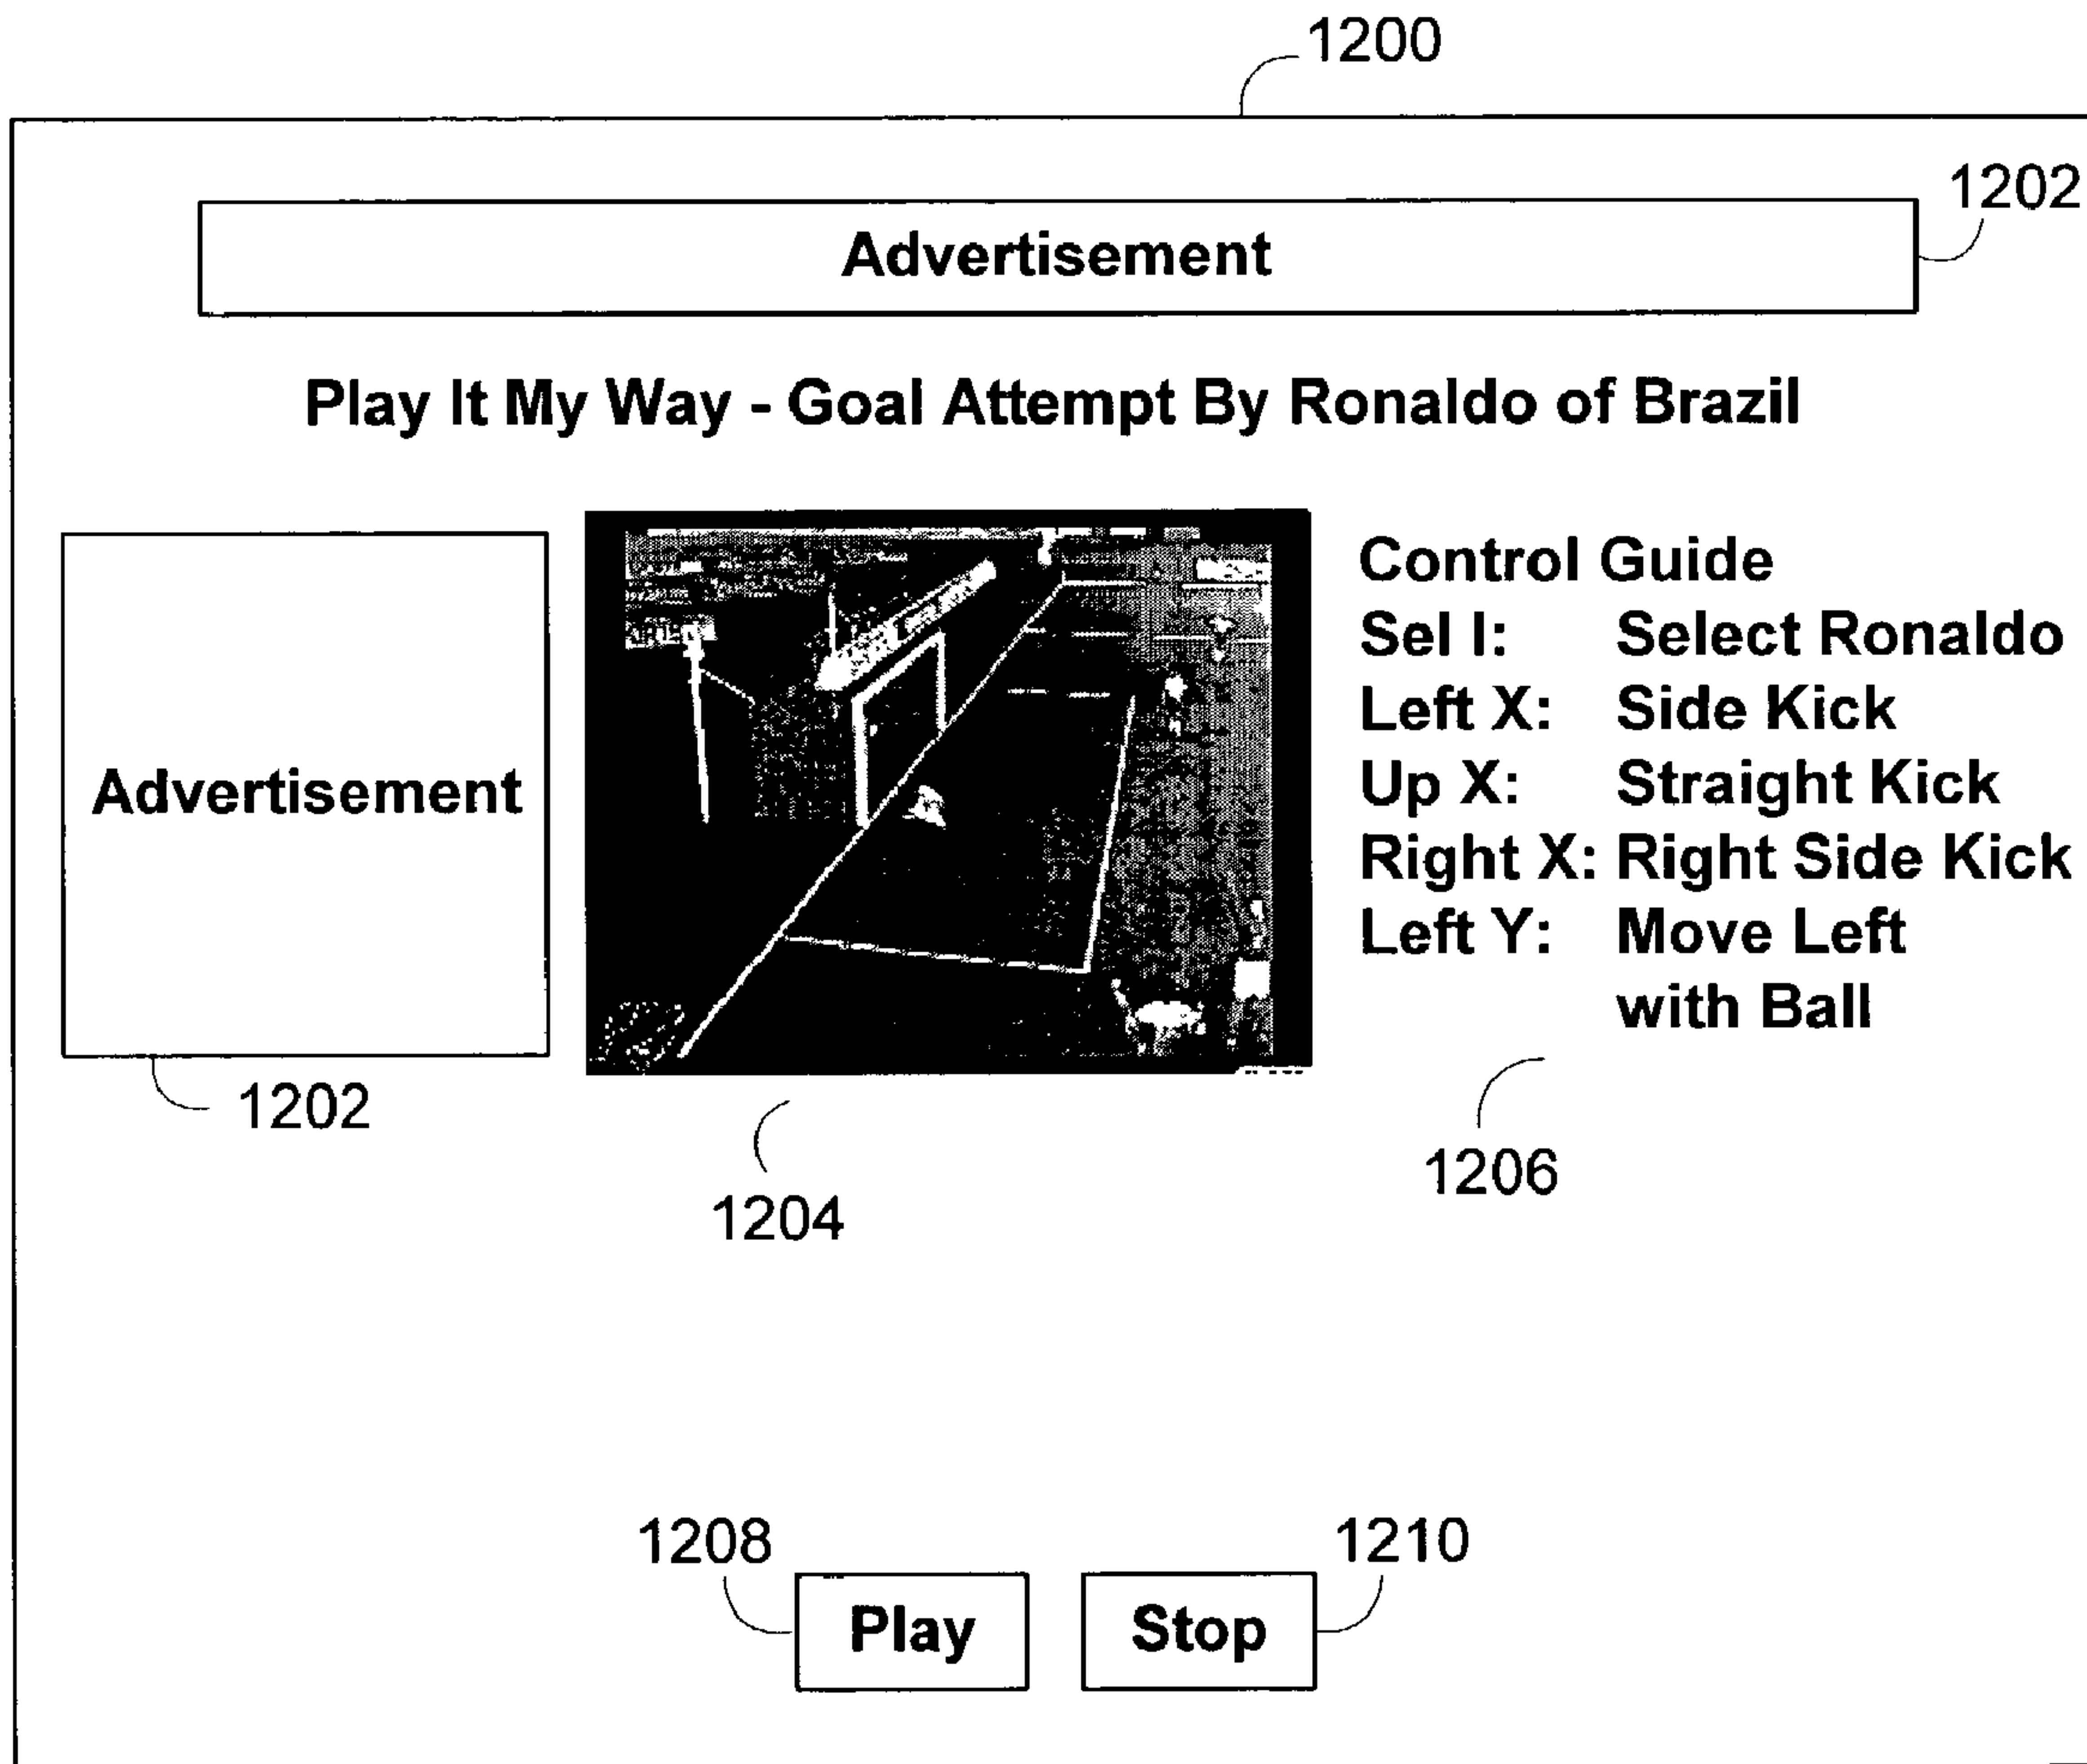 1200
1202
Advertisement
Play It My Way - Goal Attempt By Ronaldo of Brazil
Advertisement
1202
1204
Control Guide
Sel I: Select Ronaldo
Left X: Side Kick
Up X: Straight Kick
Right X: Right Side Kick
Left Y: Move Left
with Ball
1206
1208
Play
1210
Stop